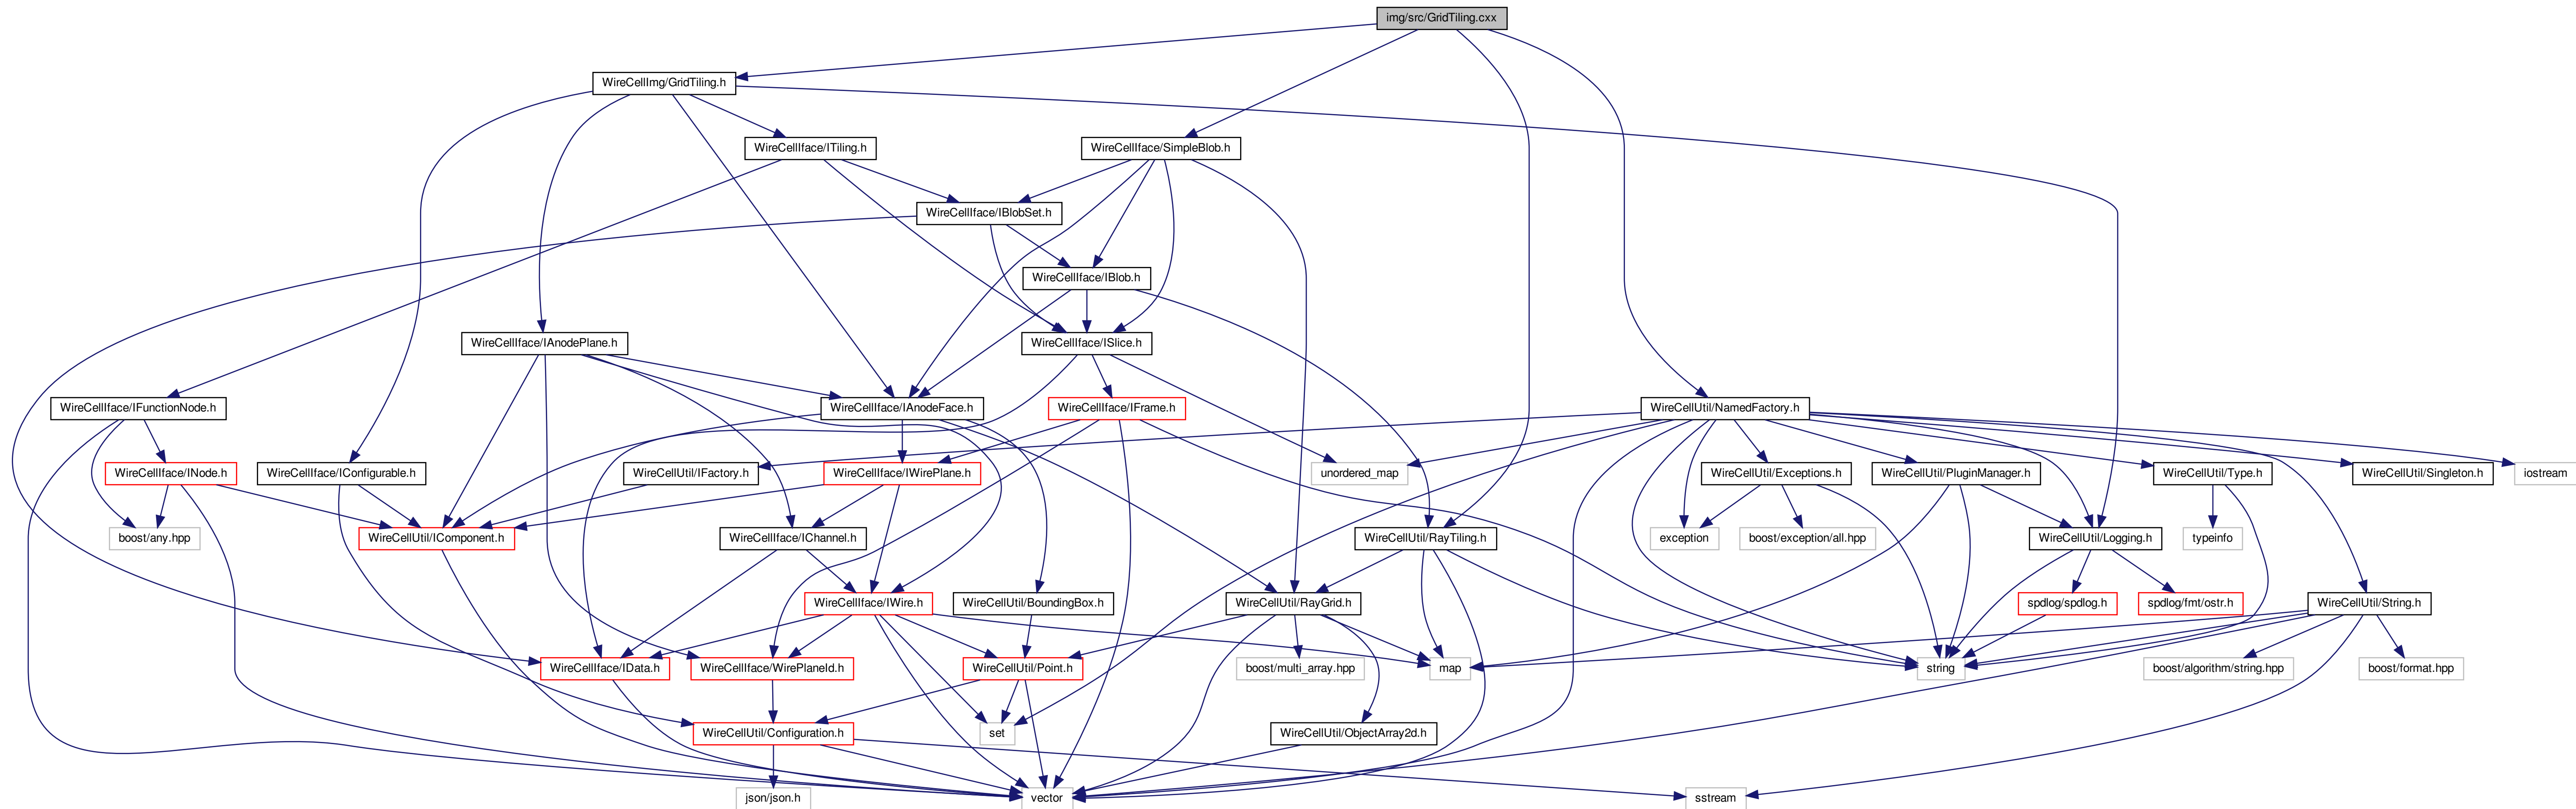 img/src/GridTiling.cxx
WireCellImg/GridTiling.h
WireCellIface/ITiling.h
WireCellIface/SimpleBlob.h
WireCellIface/IBlobSet.h
WireCellIface/IBlob.h
WireCellIface/IAnodePlane.h
WireCellIface/ISlice.h
WireCellIface/IFunctionNode.h
WireCellIface/IAnodeFace.h
WireCellIface/IFrame.h
WireCellUtil/NamedFactory.h
WireCellIface/INode.h
WireCellIface/IConfigurable.h
WireCellUtil/IFactory.h
WireCellIface/IWirePlane.h
unordered_map
WireCellUtil/Exceptions.h
WireCellUtil/PluginManager.h
WireCellUtil/Type.h
WireCellUtil/Singleton.h
iostream
boost/any.hpp
WireCellUtil/IComponent.h
WireCellIface/IChannel.h
WireCellUtil/RayTiling.h
exception
boost/exception/all.hpp
WireCellUtil/Logging.h
typeinfo
WireCellIface/IWire.h
WireCellUtil/BoundingBox.h
WireCellUtil/RayGrid.h
spdlog/spdlog.h
spdlog/fmt/ostr.h
WireCellUtil/String.h
WireCellIface/IData.h
WireCellIface/WirePlaneId.h
WireCellUtil/Point.h
boost/multi_array.hpp
map
string
boost/algorithm/string.hpp
boost/format.hpp
WireCellUtil/Configuration.h
set
WireCellUtil/ObjectArray2d.h
json/json.h
vector
sstream